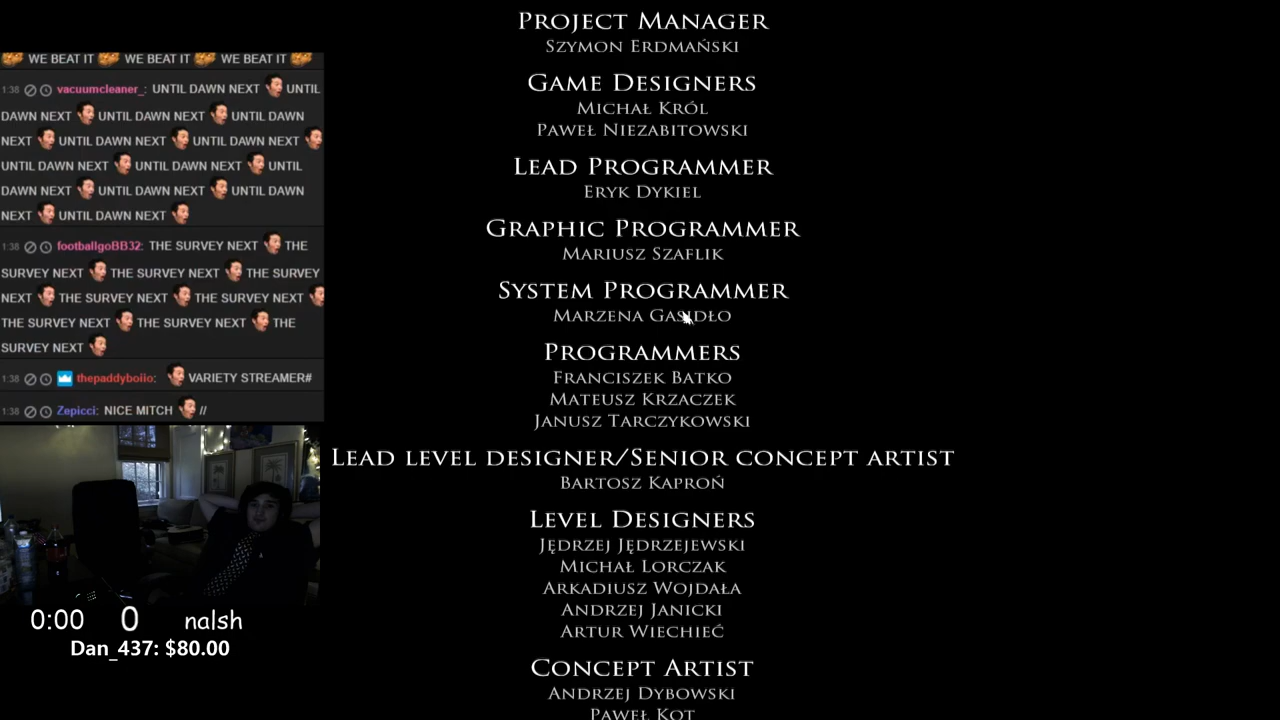 WE BEAT IT WE BEAT IT WE BEAT IT
1:38 vacuumcleaner_: UNTIL DAWN NEXT UNTIL
DAWN NEXT UNTIL DAWN NEXT UNTIL DAWN
NEXT UNTIL DAWN NEXT UNTIL DAWN NEXT
UNTIL DAWN NEXT UNTIL DAWN NEXT UNTIL
DAWN NEXT UNTIL DAWN NEXT UNTIL DAWN
NEXT UNTIL DAWN NEXT
1:38 footballgoBB32: THE SURVEY NEXT THE
SURVEY NEXT THE SURVEY NEXT THE SURVEY
NEXT THE SURVEY NEXT THE SURVEY NEXT
THE SURVEY NEXT THE SURVEY NEXT THE
SURVEY NEXT
1:38 thepaddyboiio: VARIETY STREAMER#
1:38 Zepicci: NICE MITCH //
0:00 0 nalsh
Dan_437: $80.00
PROJECT MANAGER
SZYMON ERDMAŃSKI
GAME DESIGNERS
MICHAŁ KRÓL
PAWEŁ NIEZABITOWSKI
LEAD PROGRAMMER
ERYK DYKIEL
GRAPHIC PROGRAMMER
MARIUSZ SZAFLIK
SYSTEM PROGRAMMER
MARZENA GASIDŁO
PROGRAMMERS
FRANCISZEK BATKO
MATEUSZ KRZACZEK
JANUSZ TARCZYKOWSKI
LEAD LEVEL DESIGNER/SENIOR CONCEPT ARTIST
BARTOSZ KAPROŃ
LEVEL DESIGNERS
JĘDRZEJ JĘDRZEJEWSKI
MICHAŁ LORCZAK
ARKADIUSZ WOJDAŁA
ANDRZEJ JANICKI
ARTUR WIECHIEĆ
CONCEPT ARTIST
ANDRZEJ DYBOWSKI
PAWEŁ KOT